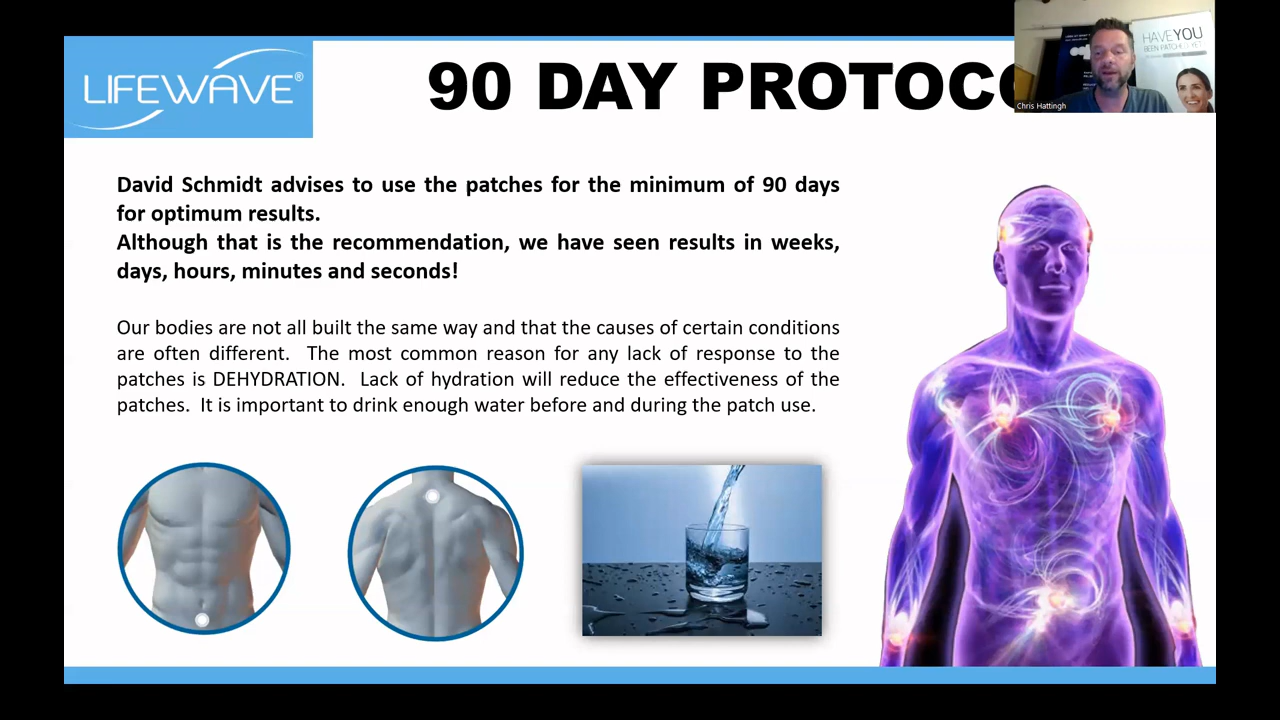 LIFEWAVE®
90 DAY PROTOCO
HAVE YOU
BEEN PATCHED YET
Chris Hattingh
David Schmidt advises to use the patches for the minimum of 90 days
for optimum results.
Although that is the recommendation, we have seen results in weeks,
days, hours, minutes and seconds!
Our bodies are not all built the same way and that the causes of certain conditions
are often different. The most common reason for any lack of response to the
patches is DEHYDRATION. Lack of hydration will reduce the effectiveness of the
patches. It is important to drink enough water before and during the patch use.